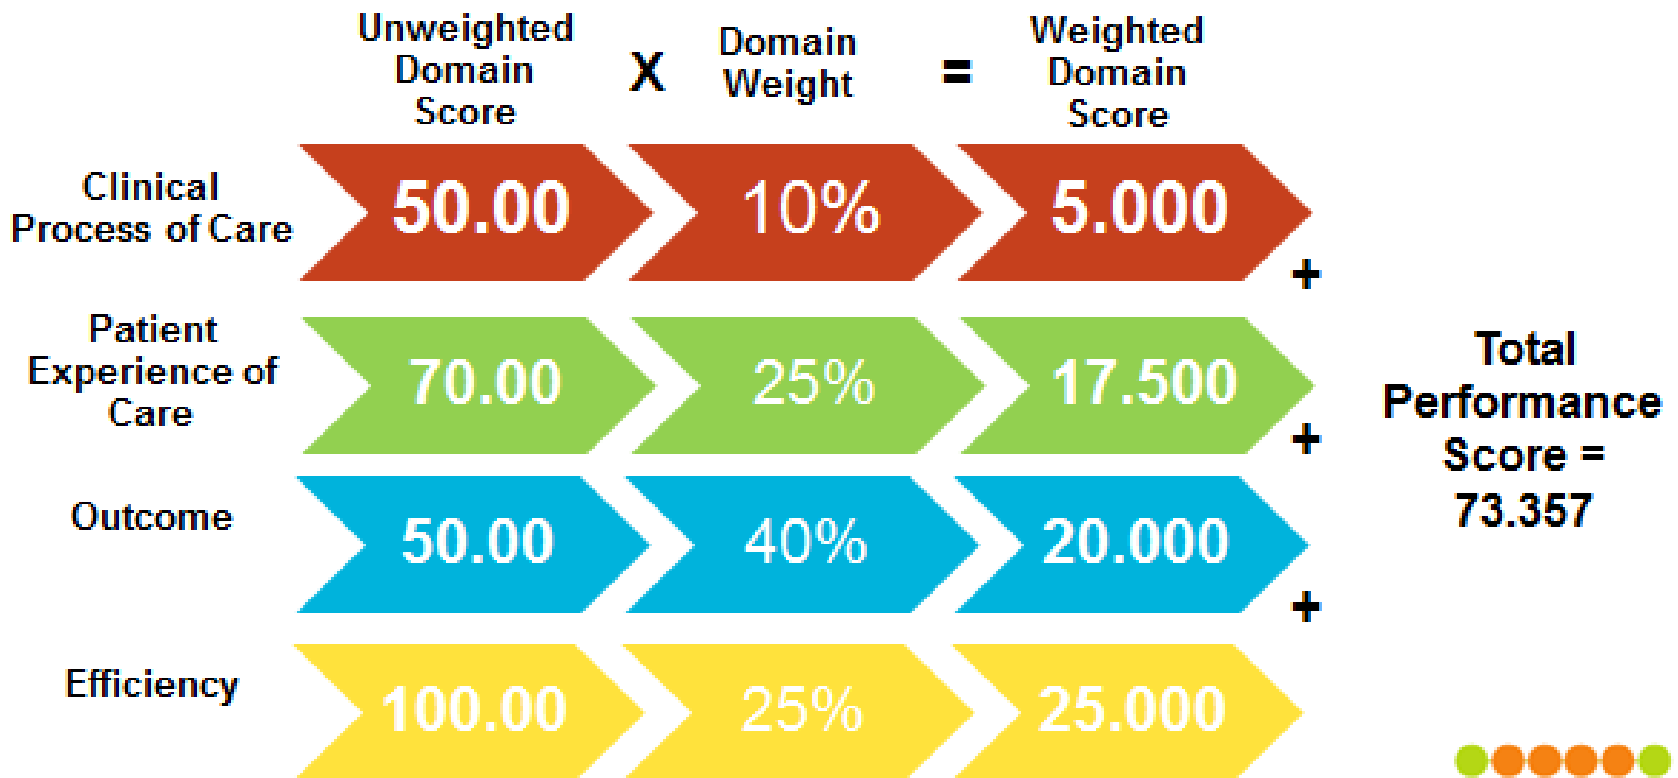 Unweighted
Domain
Score
X
Domain
Weight
=
Weighted
Domain
Score
Clinical
Process of Care
50.00
10%
5.000
+
Patient
Experience of
Care
70.00
25%
17.500
+
Outcome
50.00
40%
20.000
+
Efficiency
100.00
25%
25.000
Total
Performance
Score =
73.357